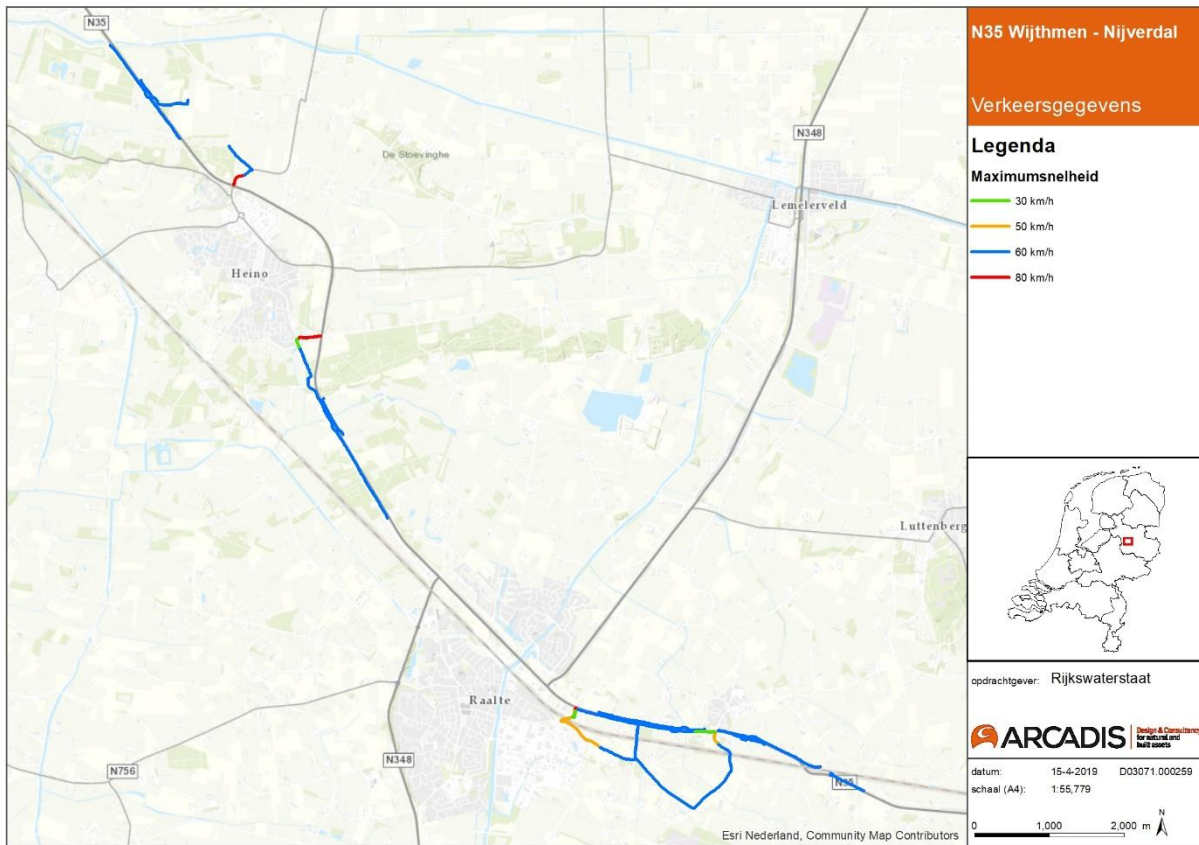 N35 Wijthmen - Nijverdal
Verkeersgegevens
Legenda
Maximumsnelheid
30 km/h
50 km/h
60 km/h
80 km/h
N35
N348
De Stoevinghe
Lemelerveld
Heino
Luttenberg
Raalte
N348
N756
N35
Esri Nederland, Community Map Contributors
opdrachtgever: Rijkswaterstaat
ARCADIS
Design & Consultancy
for natural and
built assets
datum: 15-4-2019 D03071.000259
schaal (A4): 1:55,779
0 1,000 2,000 m
N